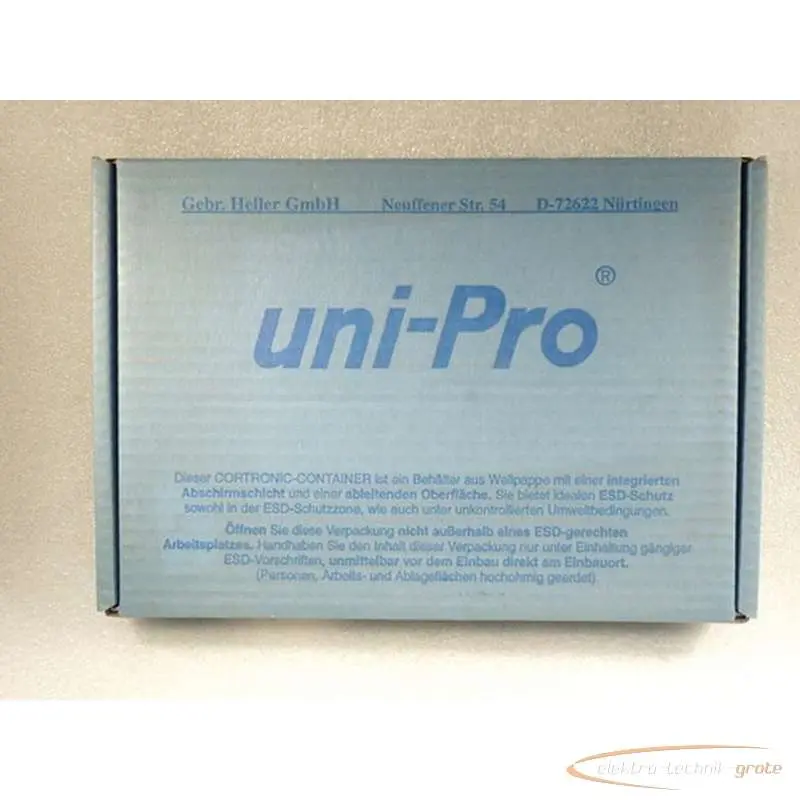 Gebr. Heller GmbH Neuffener Str. 54 D-72622 Nürtingen
uni-Pro ®
Dieser CORTRONIC-CONTAINER ist ein Behälter aus Wellpappe mit einer integrierten
Abschirmschicht und einer ableitenden Oberfläche. Sie bietet idealen ESD-Schutz
sowohl in der ESD-Schutzzone, wie auch unter unkontrollierten Umweltbedingungen.
Öffnen Sie diese Verpackung nicht außerhalb eines ESD-gerechten
Arbeitsplatzes. Handhaben Sie den Inhalt dieser Verpackung nur unter Einhaltung gängiger
ESD-Vorschriften, unmittelbar vor dem Einbau direkt am Einbauort.
(Personen, Arbeits- und Ablageflächen hochohmig geerdet)
elektro-technik-grote